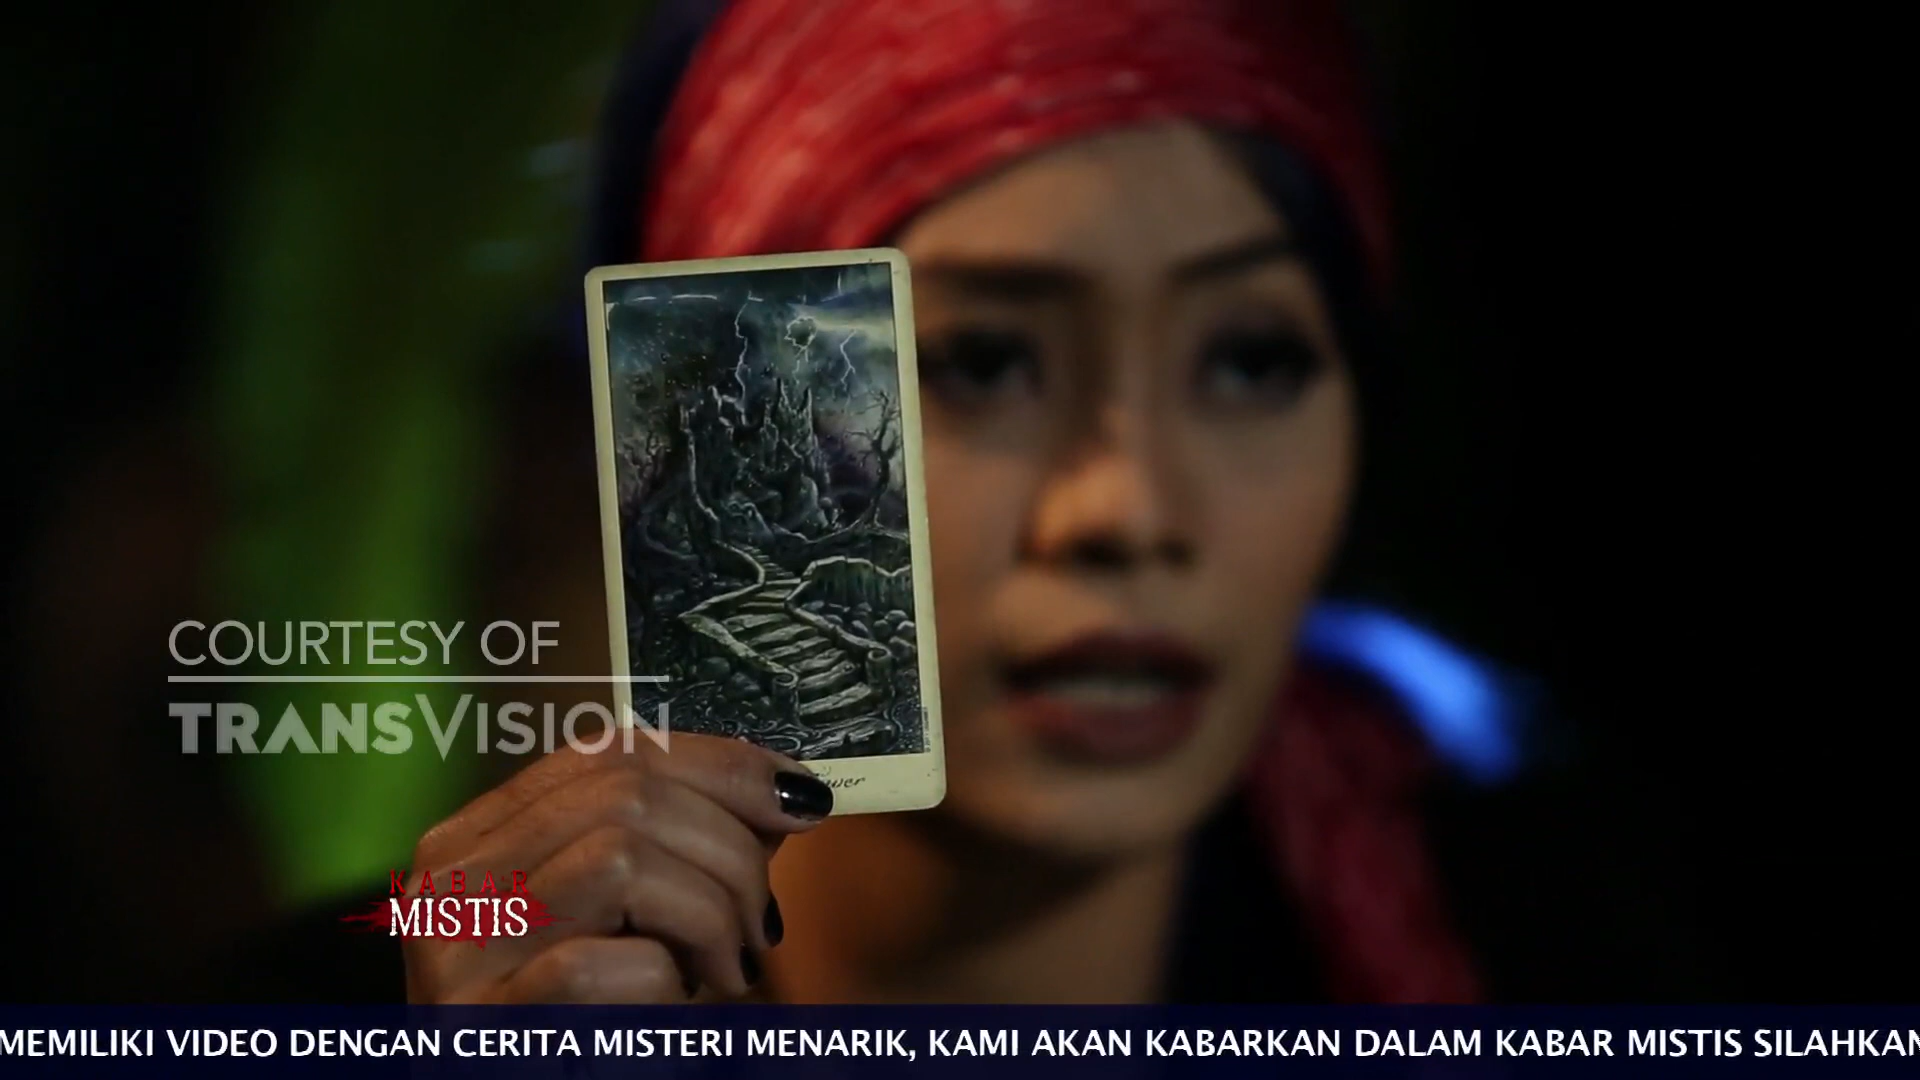 COURTESY OF
TRANSVISION
KABAR
MISTIS
MEMILIKI VIDEO DENGAN CERITA MISTERI MENARIK, KAMI AKAN KABARKAN DALAM KABAR MISTIS SILAHKAN